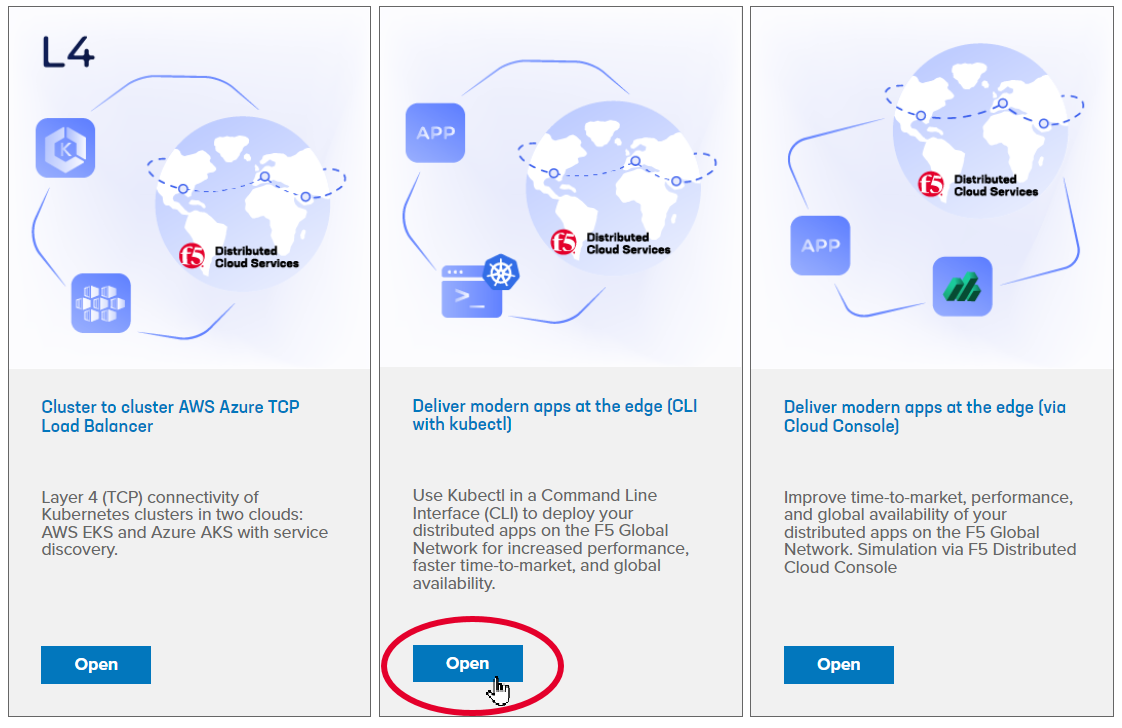 L4
K
f5
Distributed
Cloud Services
Cluster to cluster AWS Azure TCP
Load Balancer
Layer 4 (TCP) connectivity of
Kubernetes clusters in two clouds:
AWS EKS and Azure AKS with service
discovery.
Open
APP
f5
Distributed
Cloud Services
>_
Deliver modern apps at the edge (CLI
with kubectl)
Use Kubectl in a Command Line
Interface (CLI) to deploy your
distributed apps on the F5 Global
Network for increased performance,
faster time-to-market, and global
availability.
Open
f5
Distributed
Cloud Services
APP
Deliver modern apps at the edge (via
Cloud Console)
Improve time-to-market, performance,
and global availability of your
distributed apps on the F5 Global
Network. Simulation via F5 Distributed
Cloud Console
Open